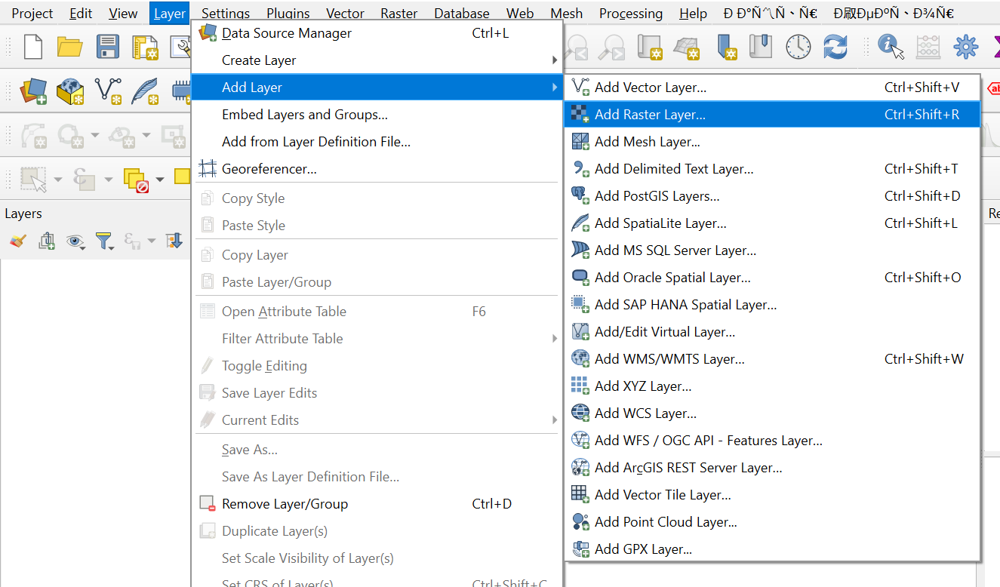 Project Edit View Layer Settings Plugins Vector Raster Database Web Mesh Processing Help
Data Source Manager Ctrl+L
Create Layer
Add Layer
Embed Layers and Groups...
Add from Layer Definition File...
Georeferencer...
Copy Style
Paste Style
Copy Layer
Paste Layer/Group
Open Attribute Table F6
Filter Attribute Table
Toggle Editing
Save Layer Edits
Current Edits
Save As...
Save As Layer Definition File...
Remove Layer/Group Ctrl+D
Duplicate Layer(s)
Set Scale Visibility of Layer(s)
Set CRS of Layer(s) Ctrl+Shift+C
Add Vector Layer... Ctrl+Shift+V
Add Raster Layer... Ctrl+Shift+R
Add Mesh Layer...
Add Delimited Text Layer... Ctrl+Shift+T
Add PostGIS Layers... Ctrl+Shift+D
Add SpatiaLite Layer... Ctrl+Shift+L
Add MS SQL Server Layer...
Add Oracle Spatial Layer... Ctrl+Shift+O
Add SAP HANA Spatial Layer...
Add/Edit Virtual Layer...
Add WMS/WMTS Layer... Ctrl+Shift+W
Add XYZ Layer...
Add WCS Layer...
Add WFS / OGC API - Features Layer...
Add ArcGIS REST Server Layer...
Add Vector Tile Layer...
Add Point Cloud Layer...
Add GPX Layer...
Layers